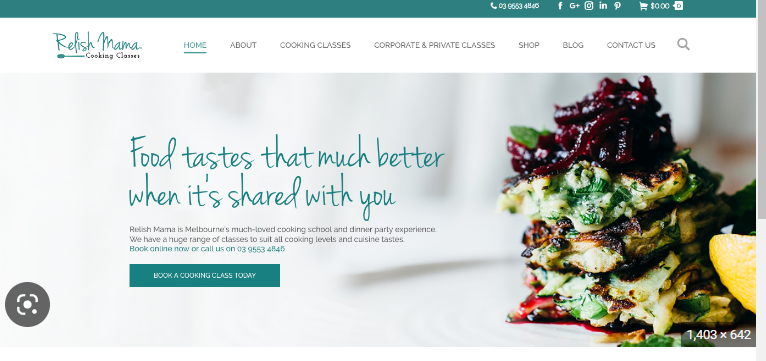 03 9553 4846
$0.00 0
Relish Mama
Cooking Classes
HOME ABOUT COOKING CLASSES CORPORATE & PRIVATE CLASSES SHOP BLOG CONTACT US
Food tastes that much better
when it's shared with you
Relish Mama is Melbourne's much-loved cooking school and dinner party experience.
We have a huge range of classes to suit all cooking levels and cuisine tastes.
Book online now or call us on 03 9553 4846
BOOK A COOKING CLASS TODAY
1,403 × 642